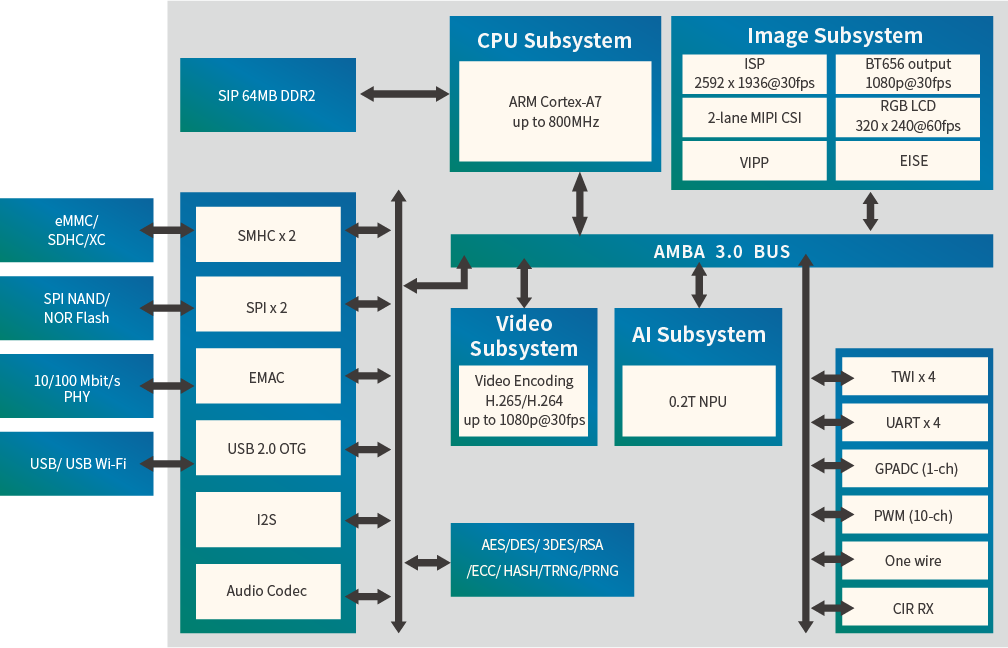 CPU Subsystem
ARM Cortex-A7
up to 800MHz
Image Subsystem
ISP
2592 x 1936@30fps
BT656 output
1080p@30fps
2-lane MIPI CSI
RGB LCD
320 x 240@60fps
VIPP
EISE
SIP 64MB DDR2
eMMC/
SDHC/XC
SPI NAND/
NOR Flash
10/100 Mbit/s
PHY
USB/ USB Wi-Fi
SMHC x 2
SPI x 2
EMAC
USB 2.0 OTG
I2S
Audio Codec
AMBA 3.0 BUS
Video
Subsystem
Video Encoding
H.265/H.264
up to 1080p@30fps
AI Subsystem
0.2T NPU
AES/DES/ 3DES/RSA
/ECC/ HASH/TRNG/PRNG
TWI x 4
UART x 4
GPADC (1-ch)
PWM (10-ch)
One wire
CIR RX